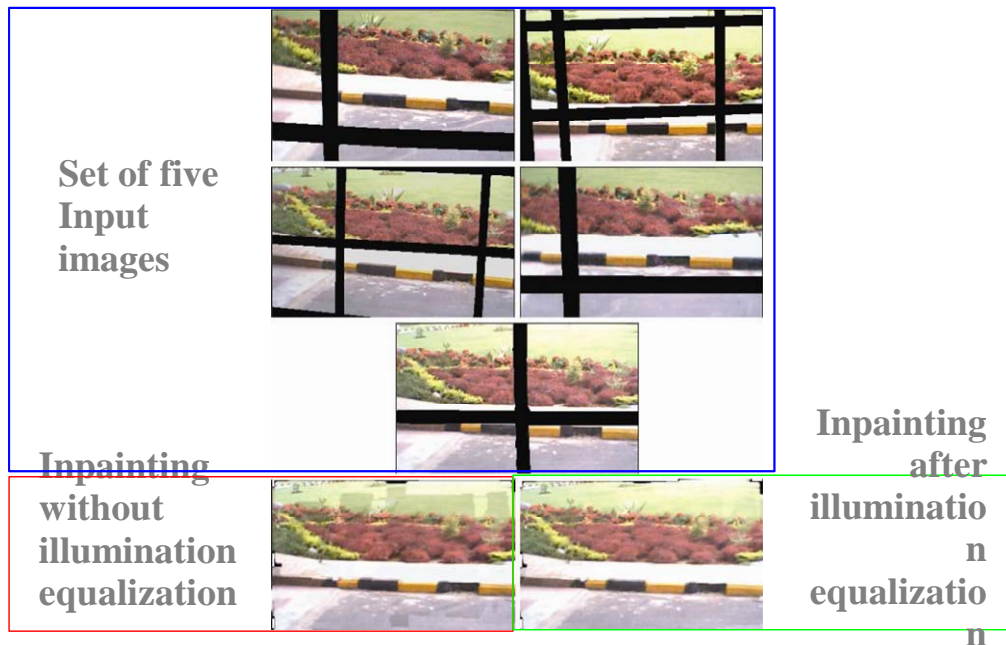 Set of five
Input
images
Inpainting
without
illumination
equalization
Inpainting
after
illuminatio
n
equalizatio
n